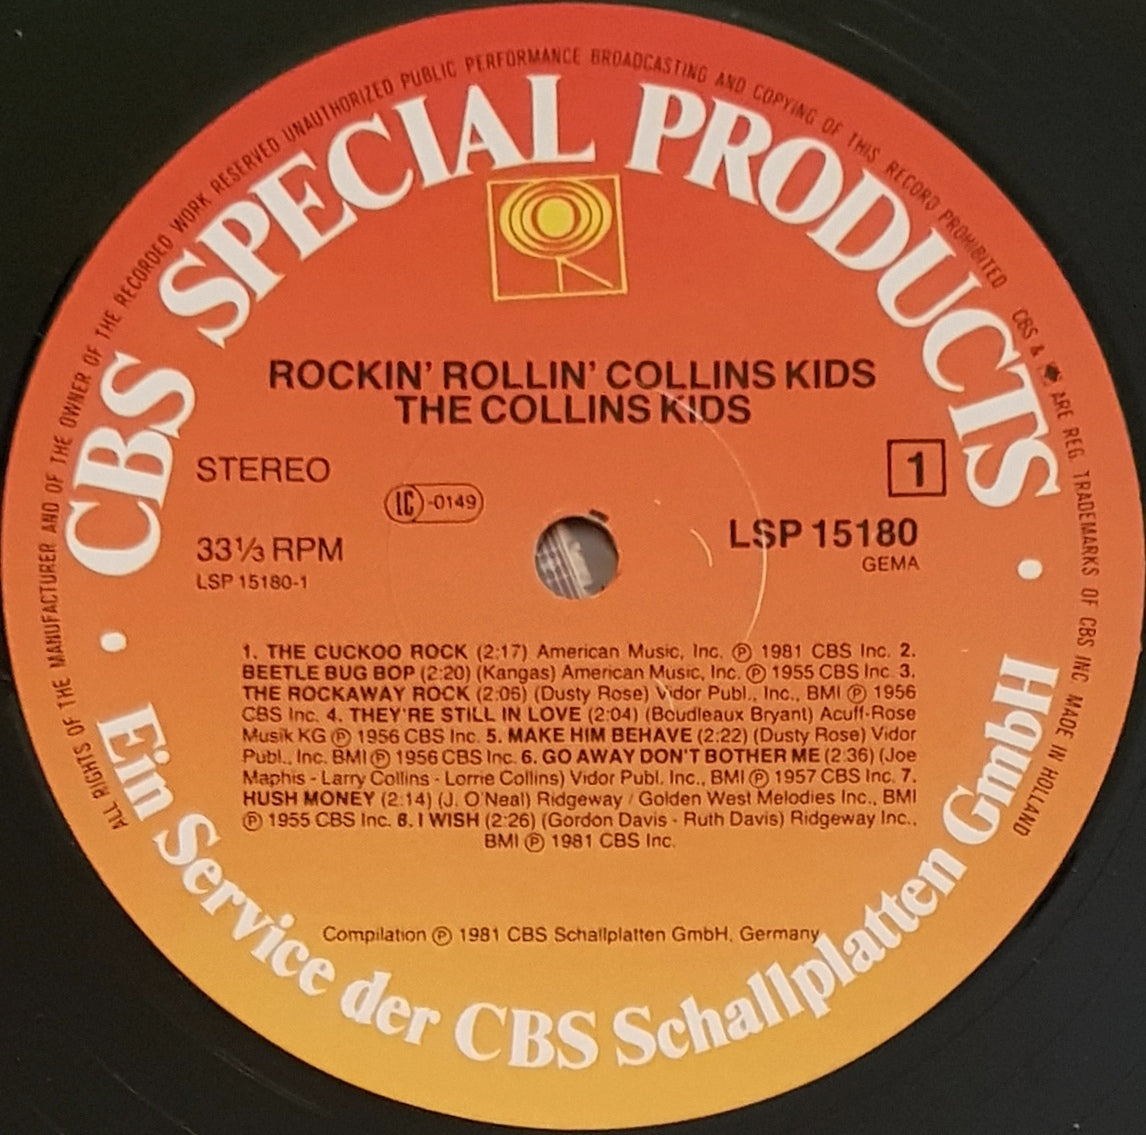 ALL RIGHTS OF THE MANUFACTURER AND OF THE OWNER OF THE RECORDED WORK RESERVED UNAUTHORIZED PUBLIC PERFORMANCE BROADCASTING AND COPYING OF THIS RECORD PROHIBITED CBS & ARE REG. TRADEMARKS OF CBS INC MADE IN HOLLAND
CBS SPECIAL PRODUCTS
ROCKIN' ROLLIN' COLLINS KIDS
THE COLLINS KIDS
STEREO
1
LC-0149
33 1/3 RPM
LSP 15180
LSP 15180-1
GEMA
1. THE CUCKOO ROCK (2:17) American Music, Inc. ℗ 1981 CBS Inc. 2.
BEETLE BUG BOP (2:20) (Kangas) American Music, Inc. ℗ 1955 CBS Inc. 3.
THE ROCKAWAY ROCK (2:06) (Dusty Rose) Vidor Publ., Inc., BMI ℗ 1956
CBS Inc. 4. THEY'RE STILL IN LOVE (2:04) (Boudleaux Bryant) Acuff-Rose
Musik KG ℗ 1956 CBS Inc. 5. MAKE HIM BEHAVE (2:22) (Dusty Rose) Vidor
Publ., Inc. BMI ℗ 1956 CBS Inc. 6. GO AWAY DON'T BOTHER ME (2:36) (Joe
Maphis - Larry Collins - Lorrie Collins) Vidor Publ. Inc., BMI ℗ 1957 CBS Inc. 7.
HUSH MONEY (2:14) (J. O'Neal) Ridgeway / Golden West Melodies Inc., BMI
℗ 1955 CBS Inc. 8. I WISH (2:26) (Gordon Davis - Ruth Davis) Ridgeway Inc.,
BMI ℗ 1981 CBS Inc.
Compilation ℗ 1981 CBS Schallplatten GmbH, Germany
Ein Service der CBS Schallplatten GmbH